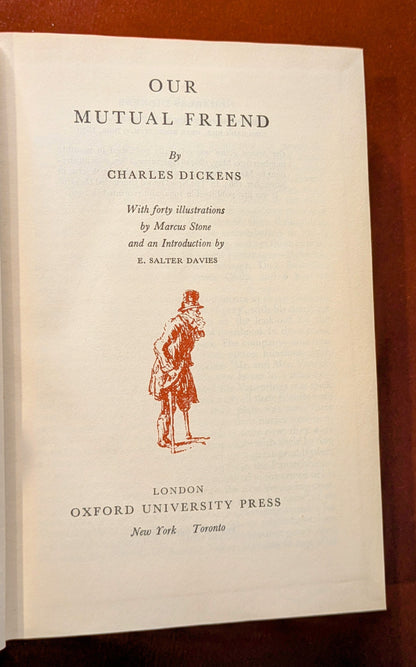 OUR
MUTUAL FRIEND
By
CHARLES DICKENS
With forty illustrations
by Marcus Stone
and an Introduction by
E. SALTER DAVIES
LONDON
OXFORD UNIVERSITY PRESS
New York Toronto